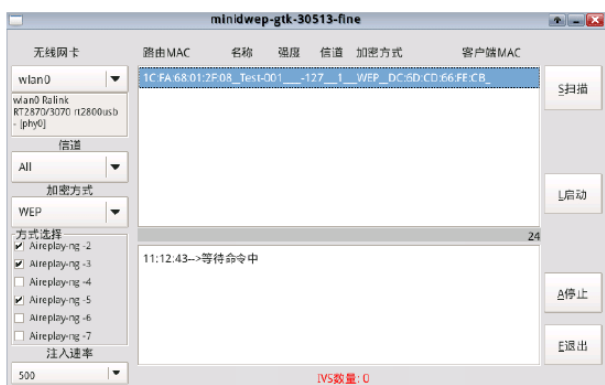 minidwep-gtk-30513-fine
无线网卡
wlan0
wlan0 Ralink
RT2870/3070 rt2800usb
- [phy0]
信道
All
加密方式
WEP
方式选择
Aireplay-ng -2
Aireplay-ng -3
Aireplay-ng -4
Aireplay-ng -5
Aireplay-ng -6
Aireplay-ng -7
注入速率
500
路由MAC 名称 强度 信道 加密方式 客户端MAC
1C:FA:68:01:2F:08_Test-001___-127__1__WEP__DC:6D:CD:66:FE:CB_
24
11:12:43-->等待命令中
IVS数量: 0
S扫描
L启动
A停止
E退出